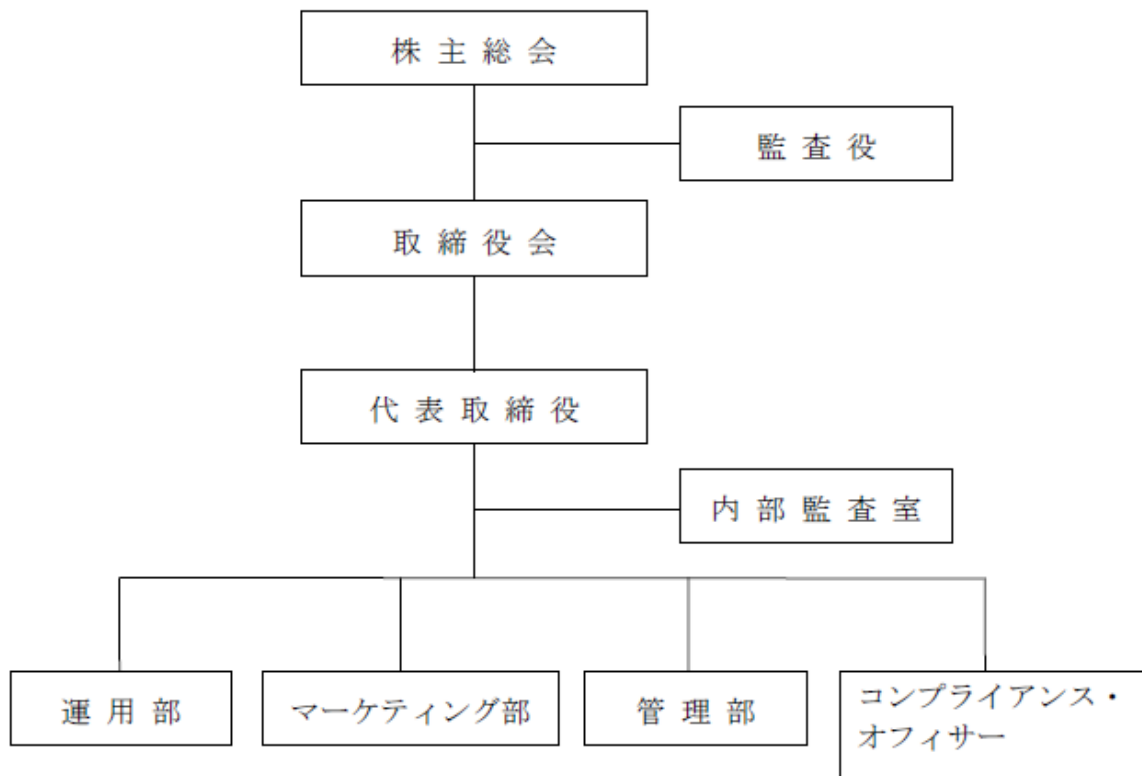 株主総会
監査役
取締役会
代表取締役
内部監査室
運用部
マーケティング部
管理部
コンプライアンス・
オフィサー